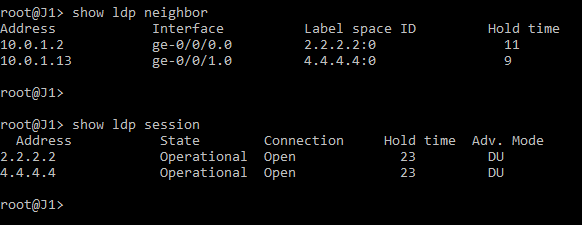 root@J1> show ldp neighbor
Address Interface Label space ID Hold time
10.0.1.2 ge-0/0/0.0 2.2.2.2:0 11
10.0.1.13 ge-0/0/1.0 4.4.4.4:0 9
root@J1>
root@J1> show ldp session
Address State Connection Hold time Adv. Mode
2.2.2.2 Operational Open 23 DU
4.4.4.4 Operational Open 23 DU
root@J1>